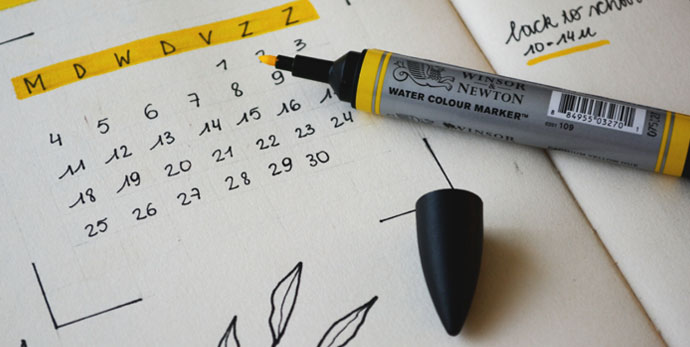 M D W D V Z Z
1 2 3
4 5 6 7 8 9
11 12 13 14 15 16
18 19 20 21 22 23 24
25 26 27 28 29 30
back to
10-14u
WINSOR
&
NEWTON
WATER COLOUR MARKER™
8 84955 03270 1
109
WINSOR